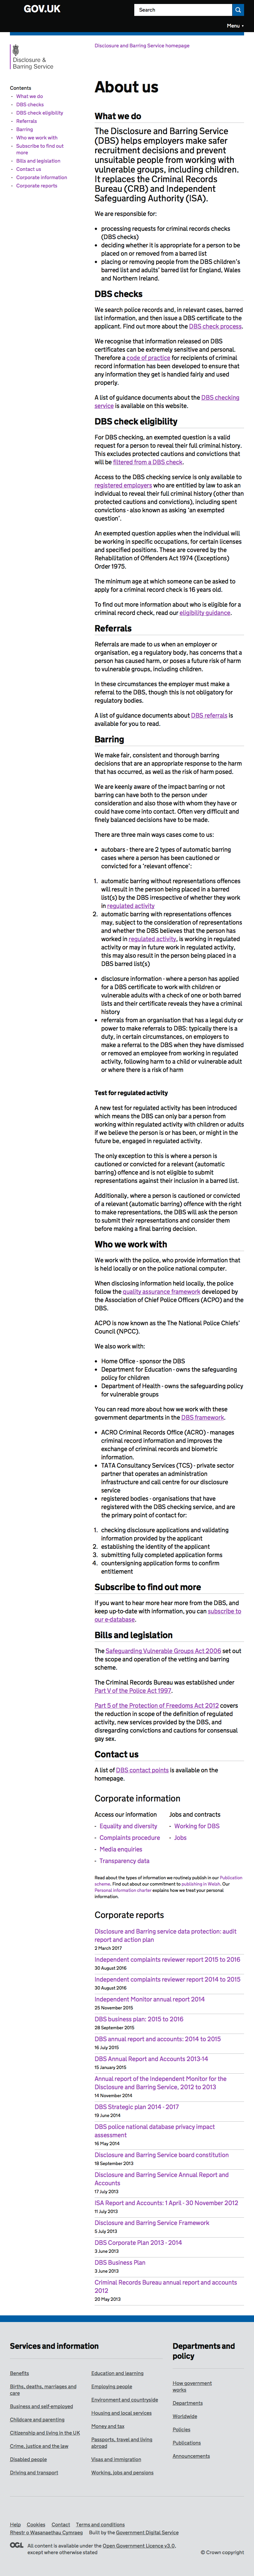 GOV.UK
Search
Menu
Disclosure and Barring Service homepage
Disclosure &
Barring Service
Contents
- What we do
- DBS checks
- DBS check eligibility
- Referrals
- Barring
- Who we work with
- Subscribe to find out
more
- Bills and legislation
- Contact us
- Corporate information
- Corporate reports
About us
What we do
The Disclosure and Barring Service
(DBS) helps employers make safer
recruitment decisions and prevent
unsuitable people from working with
vulnerable groups, including children.
It replaces the Criminal Records
Bureau (CRB) and Independent
Safeguarding Authority (ISA).
We are responsible for:
• processing requests for criminal records checks
(DBS checks)
• deciding whether it is appropriate for a person to be
placed on or removed from a barred list
• placing or removing people from the DBS children's
barred list and adults' barred list for England, Wales
and Northern Ireland.
DBS checks
We search police records and, in relevant cases, barred
list information, and then issue a DBS certificate to the
applicant. Find out more about the DBS check process.
We recognise that information released on DBS
certificates can be extremely sensitive and personal.
Therefore a code of practice for recipients of criminal
record information has been developed to ensure that
any information they get is handled fairly and used
properly.
A list of guidance documents about the DBS checking
service is available on this website.
DBS check eligibility
For DBS checking, an exempted question is a valid
request for a person to reveal their full criminal history.
This excludes protected cautions and convictions that
will be filtered from a DBS check.
Access to the DBS checking service is only available to
registered employers who are entitled by law to ask an
individual to reveal their full criminal history (other than
protected cautions and convicting), including spent
convictions - also known as asking 'an exempted
question'.
An exempted question applies when the individual will
be working in specific occupations, for certain licenses
and specified positions. These are covered by the
Rehabilitation of Offenders Act 1974 (Exceptions)
Order 1975.
The minimum age at which someone can be asked to
apply for a criminal record check is 16 years old.
To find out more information about who is eligible for a
criminal record check, read our eligibility guidance.
Referrals
Referrals are made to us when an employer or
organisation, eg a regulatory body, has concerns that a
person has caused harm, or poses a future risk of harm
to vulnerable groups, including children.
In these circumstances the employer must make a
referral to the DBS, though this is not obligatory for
regulatory bodies.
A list of guidance documents about DBS referrals is
available for you to read.
Barring
We make fair, consistent and thorough barring
decisions that are an appropriate response to the harm
that has occurred, as well as the risk of harm posed.
We are keenly aware of the impact barring or not
barring can have both to the person under
consideration and also those with whom they have or
could have come into contact. Often very difficult and
finely balanced decisions have to be made.
There are three main ways cases come to us:
• autobars - there are 2 types of automatic barring
cases where a person has been cautioned or
convicted for a 'relevant offence':
1. automatic barring without representations offences
will result in the person being placed in a barred
list(s) by the DBS irrespective of whether they work
in regulated activity
2. automatic barring with representations offences
may, subject to the consideration of representations
and whether the DBS has reason to believe that the
person is or has worked in regulated activity, is working
activity or may in future work in regulated activity,
this may also result in a person being placed in a
DBS barred list(s)
• disclosure information - where a person has applied
for a DBS certificate to work with children or
vulnerable adults to work with children or
vulnerable adults with a check of one or both barred
lists and their records shows that they have a
criminal history
• referrals from an organisation that has a legal duty or
power to make referrals to DBS: typically there is a
duty, in certain circumstances, on employers to
make a referral to the DBS when they have dismissed
or removed an employee from working in regulated
activity, following harm to a child or vulnerable adult
or where there is a risk of harm
Test for regulated activity
A new test for regulated activity has been introduced
which means the DBS can only bar a person from
working within regulated activity with children or adults
if we believe the person is or has been, or might in the
future be, engaged in regulated activity.
The only exception to this is where a person is
cautioned or convicted for a relevant (automatic
barring) offence and is not eligible to submit
representations against their inclusion in a barred list.
Additionally, where a person is cautioned or convicted
of a relevant (automatic barring) offence with the right
to make representations, the DBS will ask the person
to submit their representations and consider them
before making a final barring decision.
Who we work with
We work with the police, who provide information that
is held locally or on the police national computer.
When disclosing information held locally, the police
follow the quality assurance framework developed by
the Association of Chief Police Officers (ACPO) and the
DBS.
ACPO is now known as the The National Police Chiefs'
Council (NPCC).
We also work with:
• Home Office - sponsor the DBS
• Department for Education - owns the safeguarding
policy for children
• Department of Health - owns the safeguarding policy
for vulnerable groups
You can read more about how we work with these
government departments in the DBS framework.
• ACRO Criminal Records Office (ACRO) - manages
criminal record information and improves the
exchange of criminal records and biometric
information.
• TATA Consultancy Services (TCS) - private sector
partner that operates an administration
infrastructure and call centre for our disclosure
service
• registered bodies - organisations that have
registered with the DBS checking service, and are
the primary point of contact for:
1. checking disclosure applications and validating
information provided by the applicant
2. establishing the identity of the applicant
3. submitting fully completed application forms
4. countersigning application forms to confirm
entitlement
Subscribe to find out more
If you want to hear more new from the DBS, and
keep up-to-date with information, you can subscribe to
our e-database.
Bills and legislation
The Safeguarding Vulnerable Groups Act 2006 set out
the scope and operation of the vetting and barring
scheme.
The Criminal Records Bureau was established under
Part V of the Police Act 1997.
Part 5 of the Protection of Freedoms Act 2012 covers
the reduction in scope of the definition of regulated
activity, new services provided by the DBS, and
disregarding convictions and cautions for consensual
gay sex.
Contact us
A list of DBS contact points is available on the
homepage.
Corporate information
Access our information
- Equality and diversity
- Complaints procedure
- Media enquiries
- Transparency data
Jobs and contracts
- Working for DBS
- Jobs
Read about the types of information we routinely publish in our Publication
scheme. Find out about our commitment to publishing in Welsh. Our
Personal information charter explains how we treat your personal
information.
Corporate reports
Disclosure and Barring service data protection: audit
report and action plan
2 March 2017
Independent complaints reviewer report 2015 to 2016
30 August 2016
Independent complaints reviewer report 2014 to 2015
30 August 2016
Independent Monitor annual report 2014
25 November 2015
DBS business plan: 2015 to 2016
28 September 2015
DBS annual report and accounts: 2014 to 2015
16 July 2015
DBS Annual Report and Accounts 2013-14
15 January 2015
Annual report of the Independent Monitor for the
Disclosure and Barring Service, 2012 to 2013
14 November 2014
DBS Strategic plan 2014 - 2017
19 June 2014
DBS police national database privacy impact
assessment
16 May 2014
Disclosure and Barring Service board constitution
18 September 2013
Disclosure and Barring Service Annual Report and
Accounts
17 July 2013
ISA Report and Accounts: 1 April - 30 November 2012
11 July 2013
Disclosure and Barring Service Framework
5 July 2013
DBS Corporate Plan 2013 - 2014
3 June 2013
DBS Business Plan
3 June 2013
Criminal Records Bureau annual report and accounts
2012
20 May 2013
Services and information
Benefits
Births, deaths, marriages and
care
Business and self-employed
Childcare and parenting
Citizenship and living in the UK
Crime, justice and the law
Disabled people
Driving and transport
Education and learning
Employing people
Environment and countryside
Housing and local services
Money and tax
Passports, travel and living
abroad
Visas and immigration
Working, jobs and pensions
Departments and
policy
How government
works
Departments
Worldwide
Policies
Publications
Announcements
Help Cookies Contact Terms and conditions
Rhestr o Wasanaethau Cymraeg Built by the Government Digital Service
OGL All content is available under the Open Government Licence v3.0,
except where otherwise stated
© Crown copyright